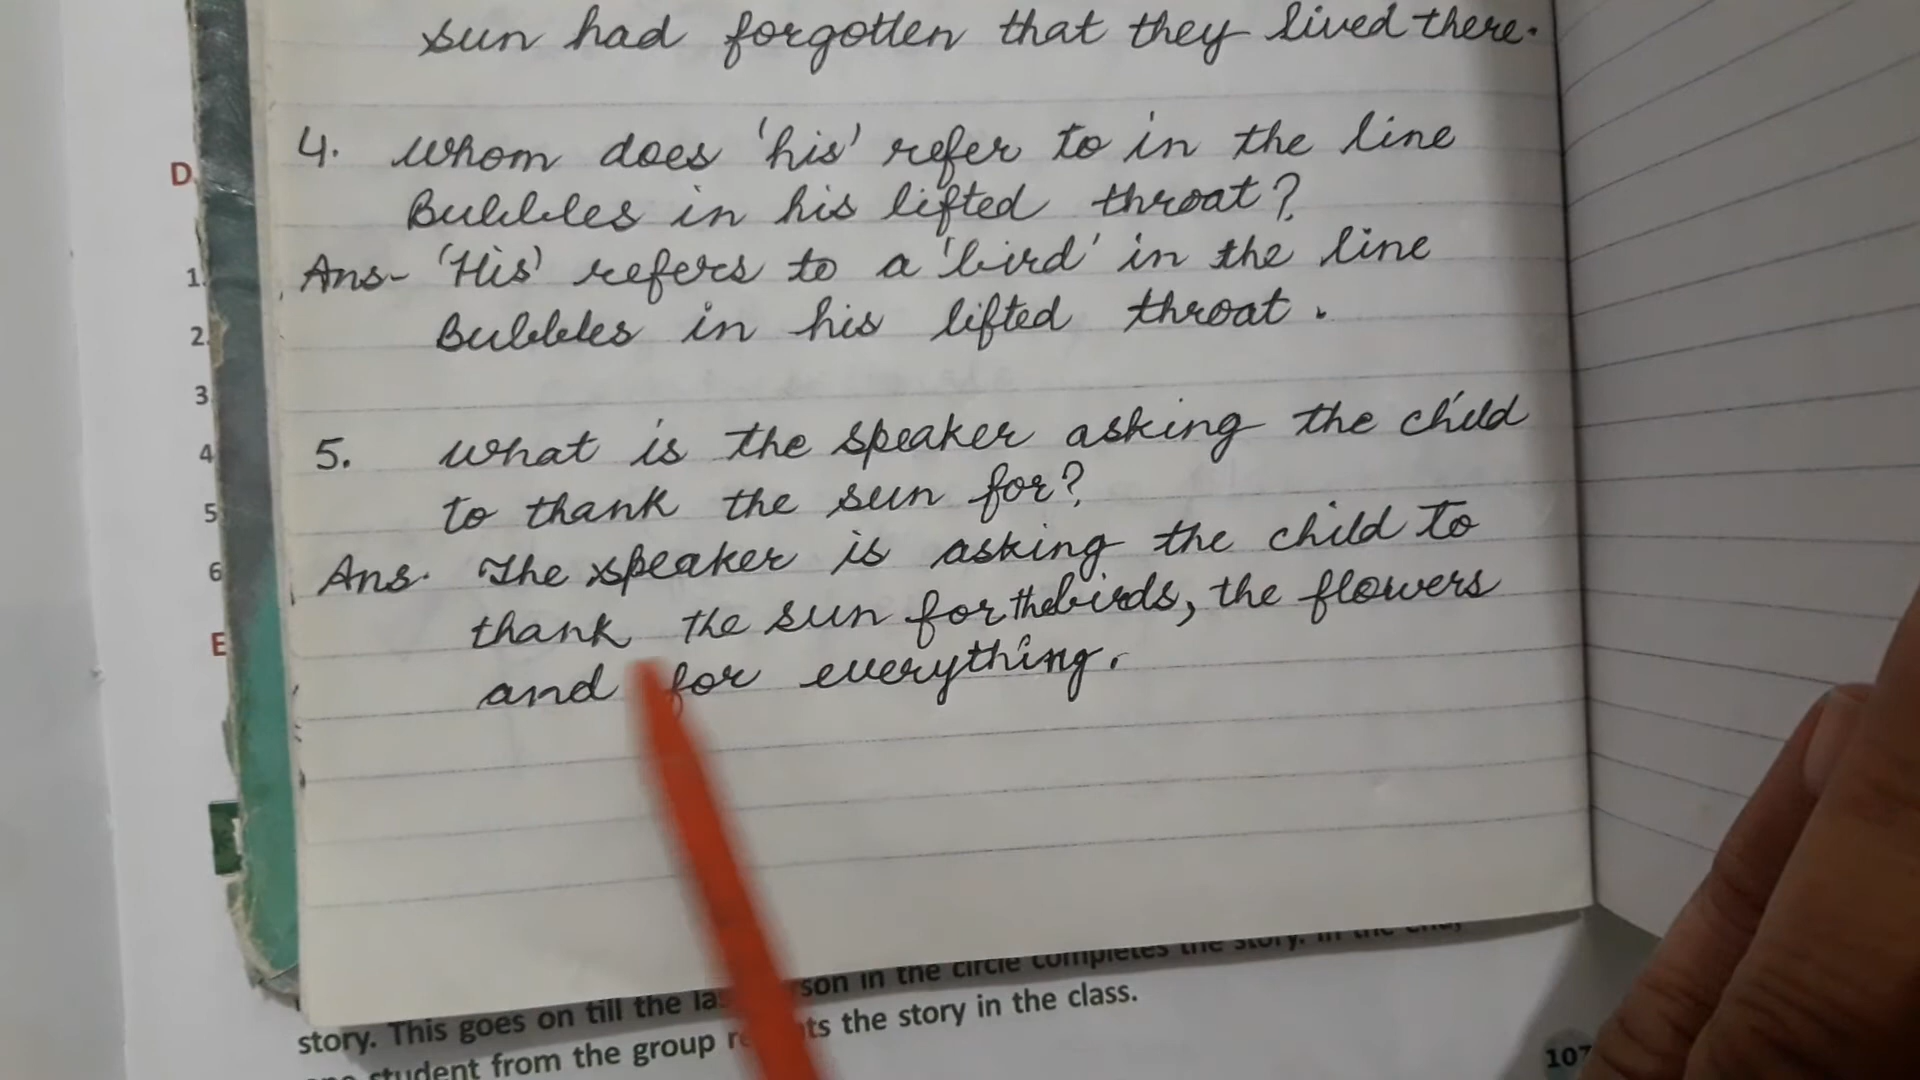 sun had forgotten that they lived there.
4. Whom does 'his' refer to in the line
Bubbles in his lifted throat?
Ans- 'His' refers to a 'bird' in the line
Bubbles in his lifted throat.
5. What is the speaker asking the child
to thank the sun for?
Ans. The speaker is asking the child to
thank the sun for the birds, the flowers
and for everything.
D.
1.
2.
3
4
5
6
E
son in the circle completes the story. In the end,
story. This goes on till the
student from the group the story in the class.
107